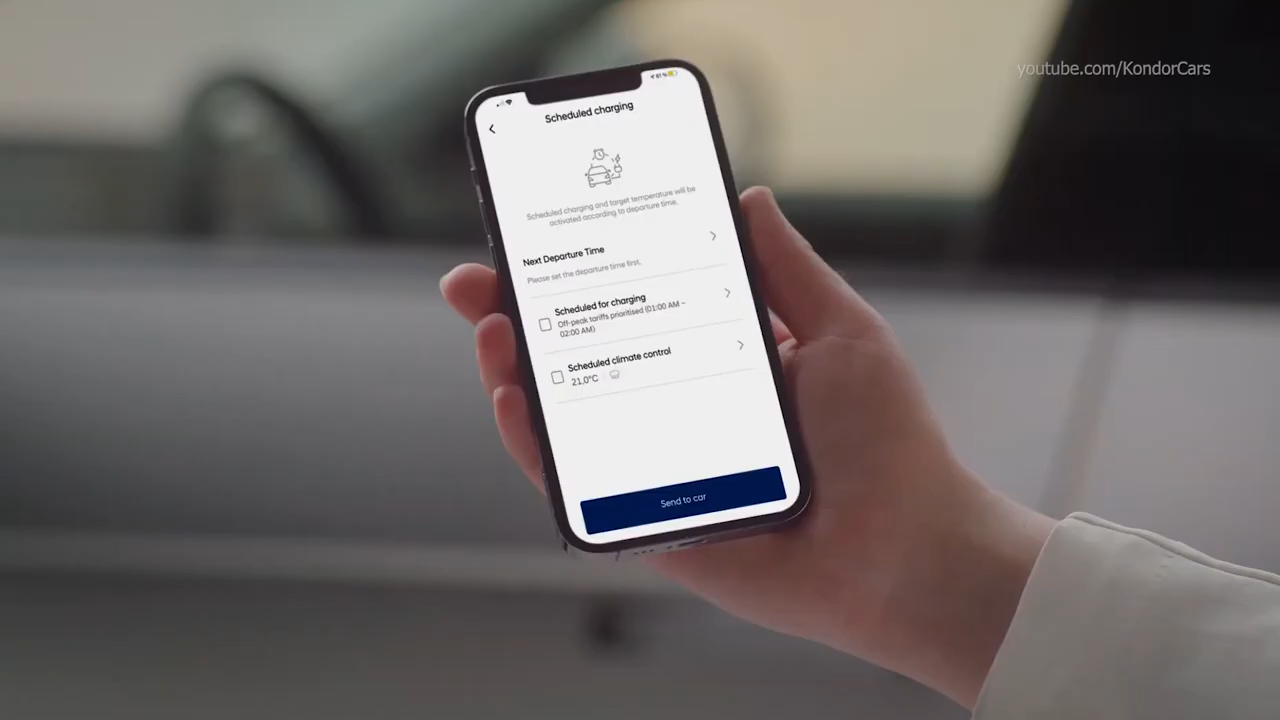 youtube.com/KondorCars
Scheduled charging
Scheduled charging and target temperature will be
activated according to departure time.
Next Departure Time
Please set the departure time first.
Scheduled for charging
Off-peak tariffs prioritised (01:00 AM ~
02:00 AM)
Scheduled climate control
21.0°C
Send to car